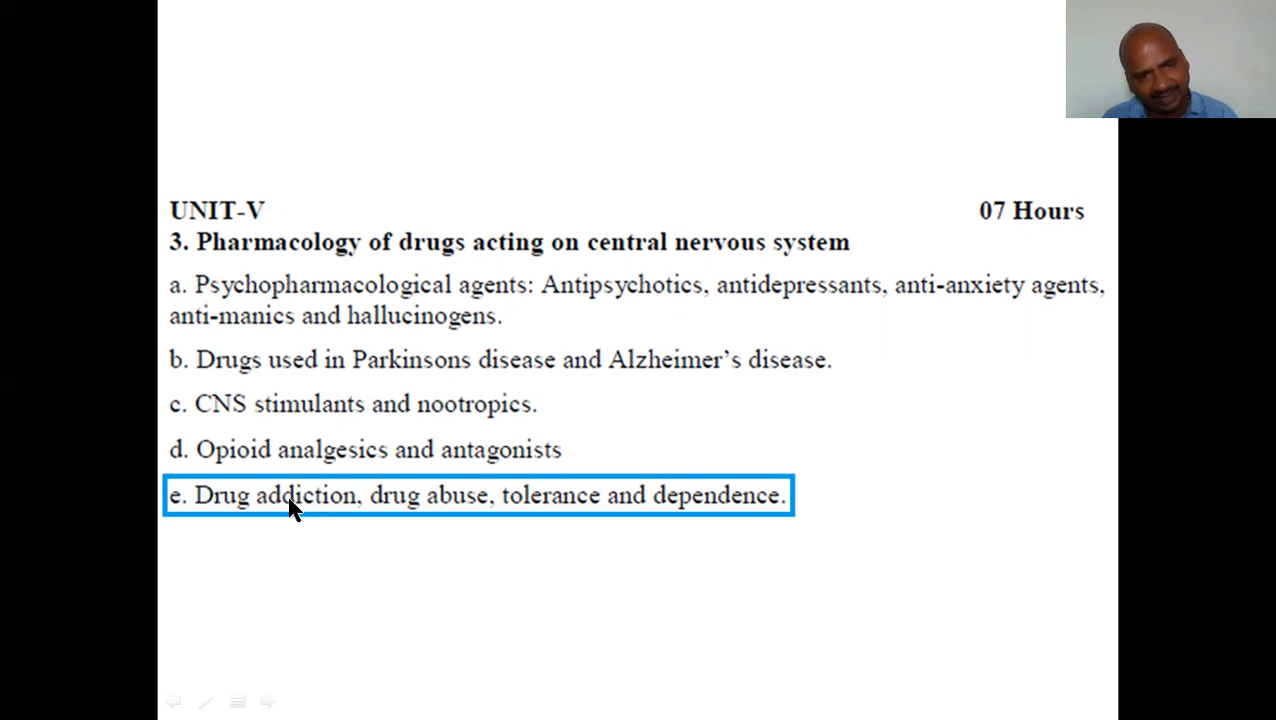 UNIT-V 07 Hours
3. Pharmacology of drugs acting on central nervous system
a. Psychopharmacological agents: Antipsychotics, antidepressants, anti-anxiety agents,
anti-manics and hallucinogens.
b. Drugs used in Parkinsons disease and Alzheimer’s disease.
c. CNS stimulants and nootropics.
d. Opioid analgesics and antagonists
e. Drug addiction, drug abuse, tolerance and dependence.